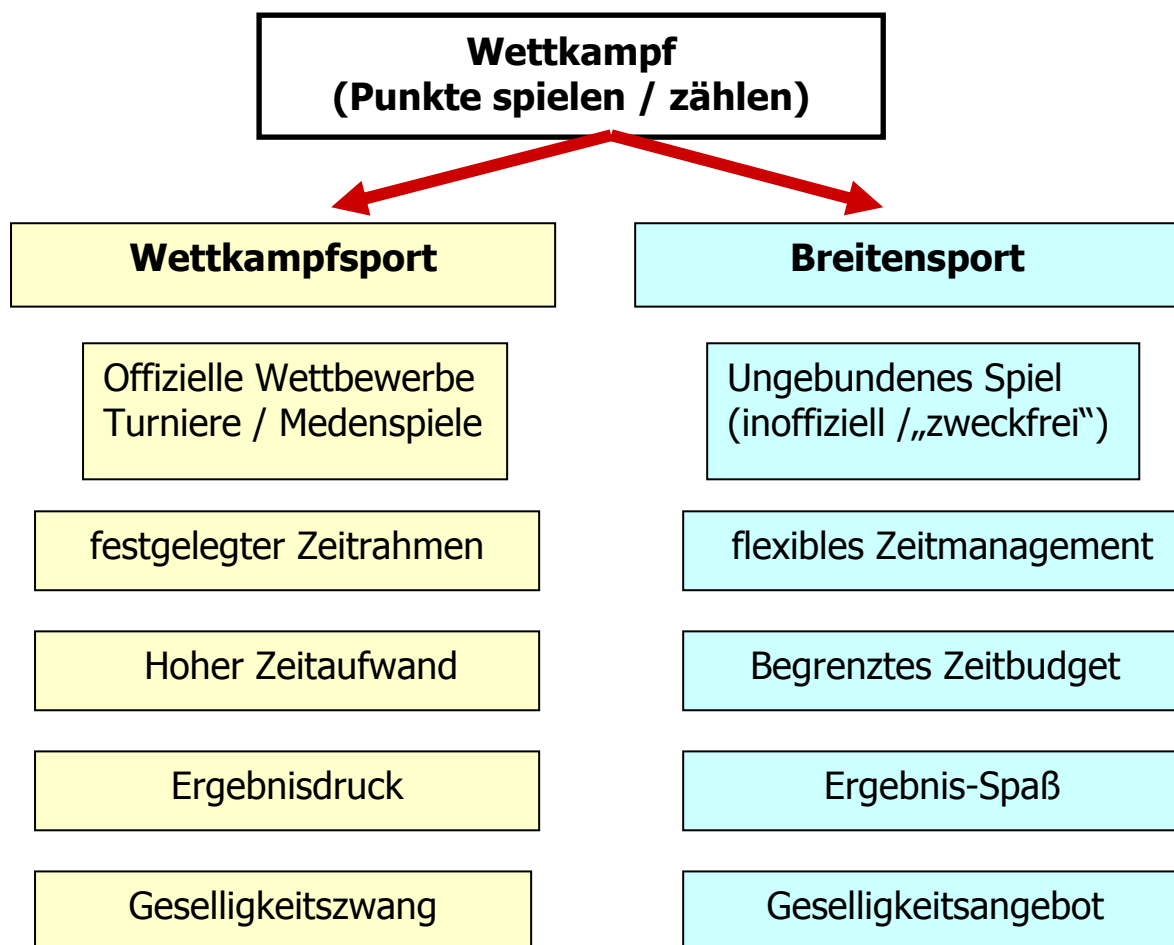 Wettkampf
(Punkte spielen / zählen)
Wettkampfsport
Breitensport
Offizielle Wettbewerbe
Turniere / Medenspiele
Ungebundenes Spiel
(inoffiziell /„zweckfrei“)
festgelegter Zeitrahmen
flexibles Zeitmanagement
Hoher Zeitaufwand
Begrenztes Zeitbudget
Ergebnisdruck
Ergebnis-Spaß
Geselligkeitszwang
Geselligkeitsangebot